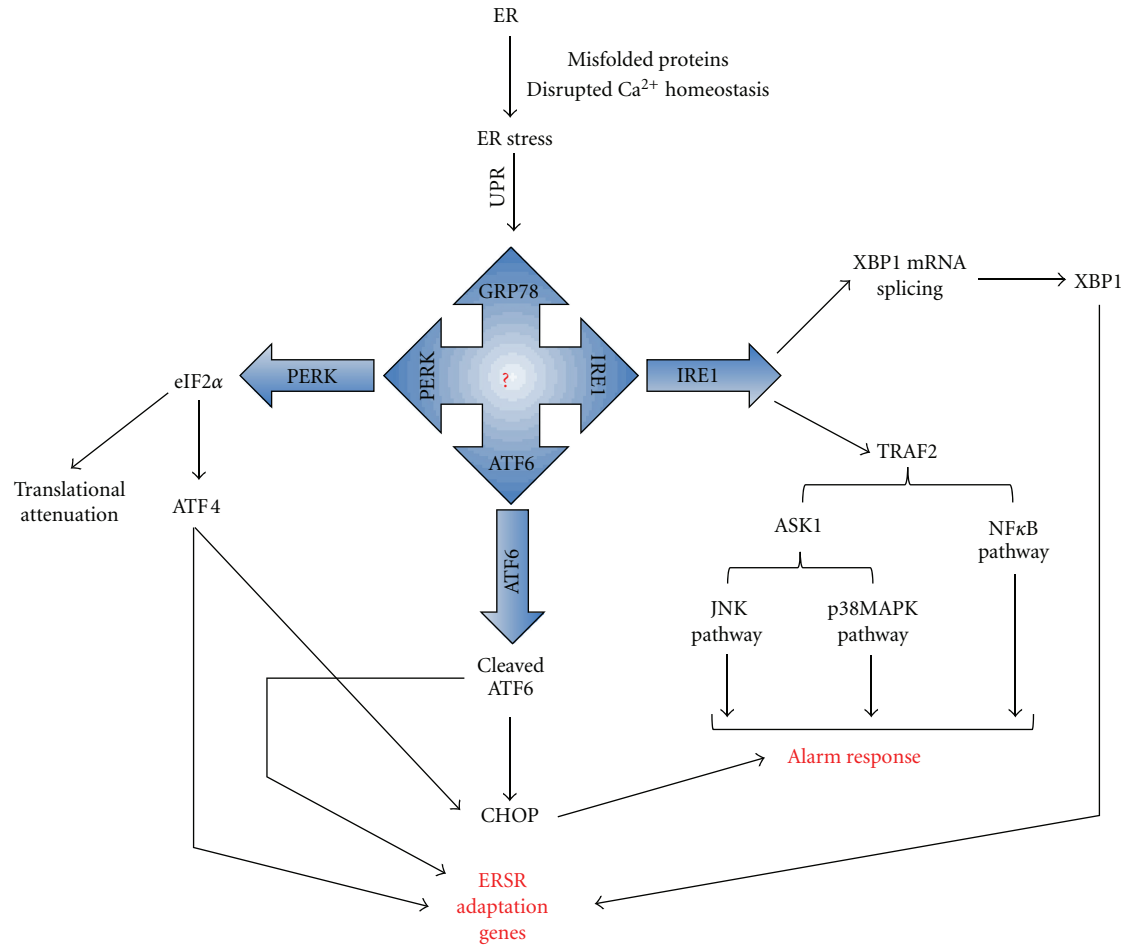 ER
Misfolded proteins
Disrupted Ca²⁺ homeostasis
ER stress
UPR
GRP78
PERK
?
IRE1
ATF6
PERK
IRE1
XBP1 mRNA
splicing
XBP1
eIF2α
Translational
attenuation
ATF4
TRAF2
ASK1
NFκB
pathway
JNK
pathway
p38MAPK
pathway
ATF6
Cleaved
ATF6
Alarm response
CHOP
ERSR
adaptation
genes